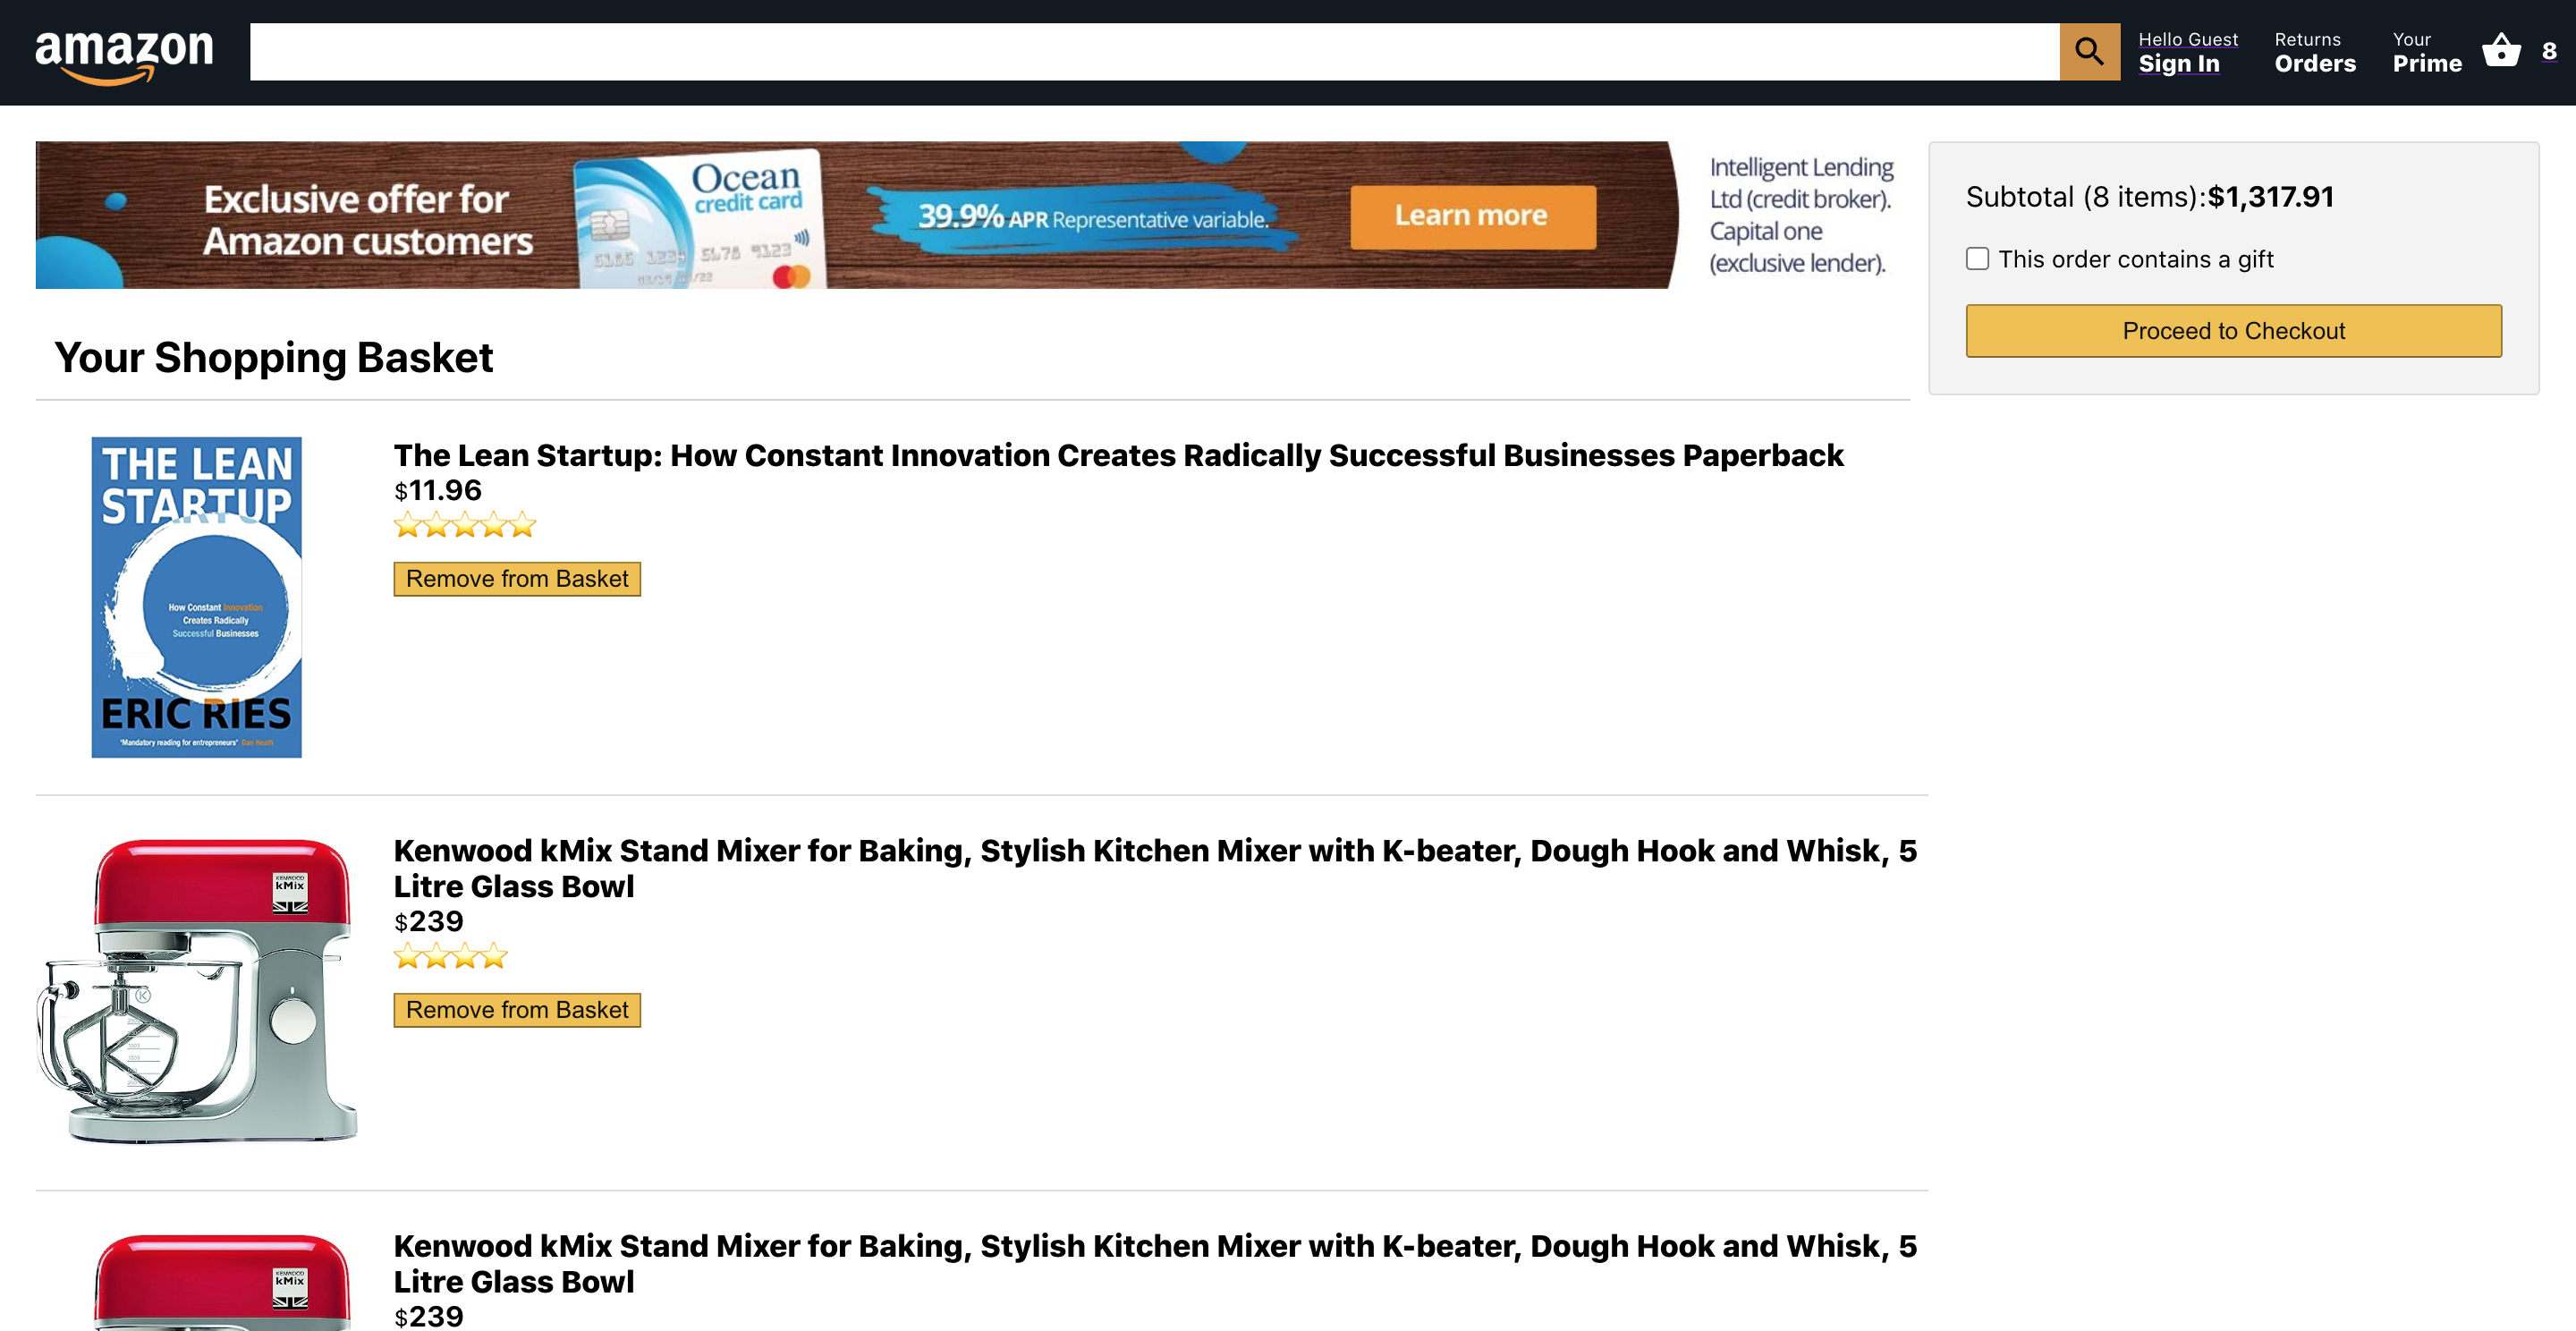 amazon
Hello Guest
Sign In
Returns
Orders
Your
Prime
8
Exclusive offer for
Amazon customers
Ocean
credit card
39.9% APR Representative variable.
Learn more
Intelligent Lending
Ltd (credit broker).
Capital one
(exclusive lender).
Subtotal (8 items):$1,317.91
This order contains a gift
Proceed to Checkout
Your Shopping Basket
THE LEAN
STARTUP
How Constant Innovation
Creates Radically
Successful Businesses
ERIC RIES
'Mandatory reading for entrepreneurs' Dan Heath
The Lean Startup: How Constant Innovation Creates Radically Successful Businesses Paperback
$11.96
Remove from Basket
KENWOOD
kMix
Kenwood kMix Stand Mixer for Baking, Stylish Kitchen Mixer with K-beater, Dough Hook and Whisk, 5
Litre Glass Bowl
$239
Remove from Basket
KENWOOD
kMix
Kenwood kMix Stand Mixer for Baking, Stylish Kitchen Mixer with K-beater, Dough Hook and Whisk, 5
Litre Glass Bowl
$239